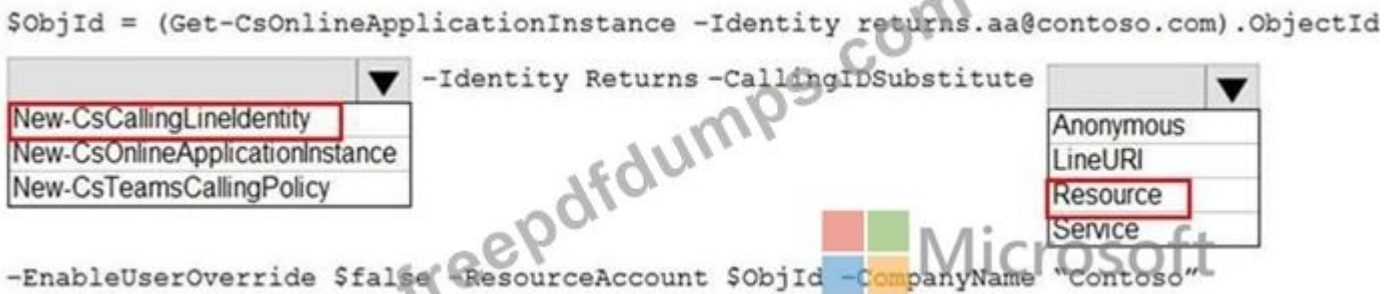 $ObjId = (Get-CsOnlineApplicationInstance -Identity returns.aa@contoso.com).ObjectId
-Identity Returns -CallingIDSubstitute
New-CsCallingLineIdentity
New-CsOnlineApplicationInstance
New-CsTeamsCallingPolicy
Anonymous
LineURI
Resource
Service
-EnableUserOverride $false -ResourceAccount $ObjId -CompanyName "Contoso"
freepdfdumps.com
Microsoft